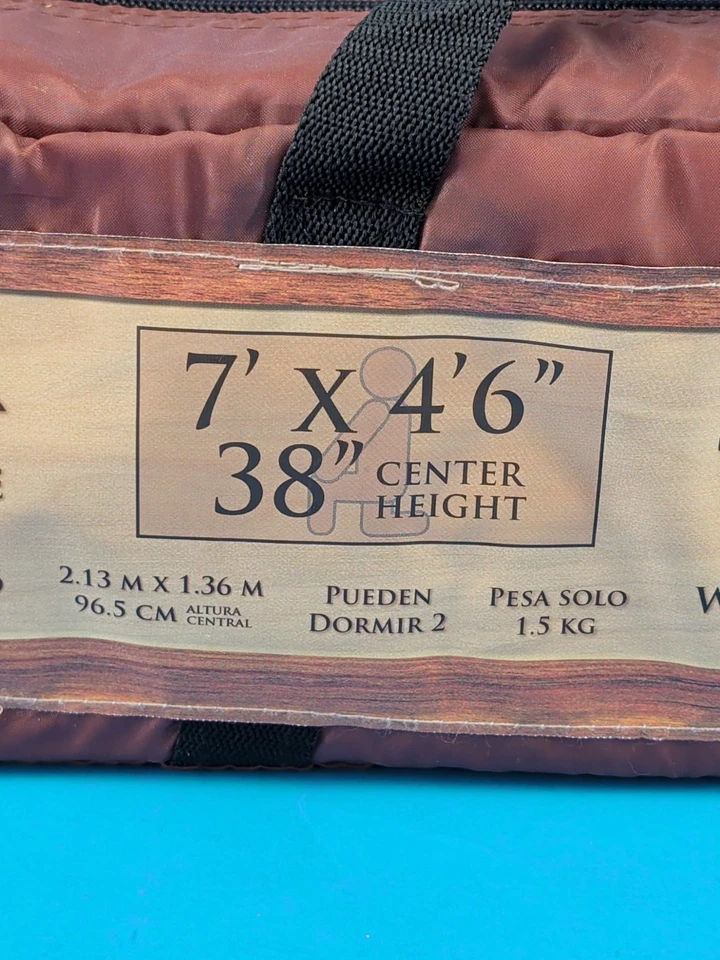 7' X 4'6”
38” CENTER HEIGHT
2.13 M X 1.36 M
96.5 CM ALTURA CENTRAL
PUEDEN
DORMIR 2
PESA SOLO
1.5 KG